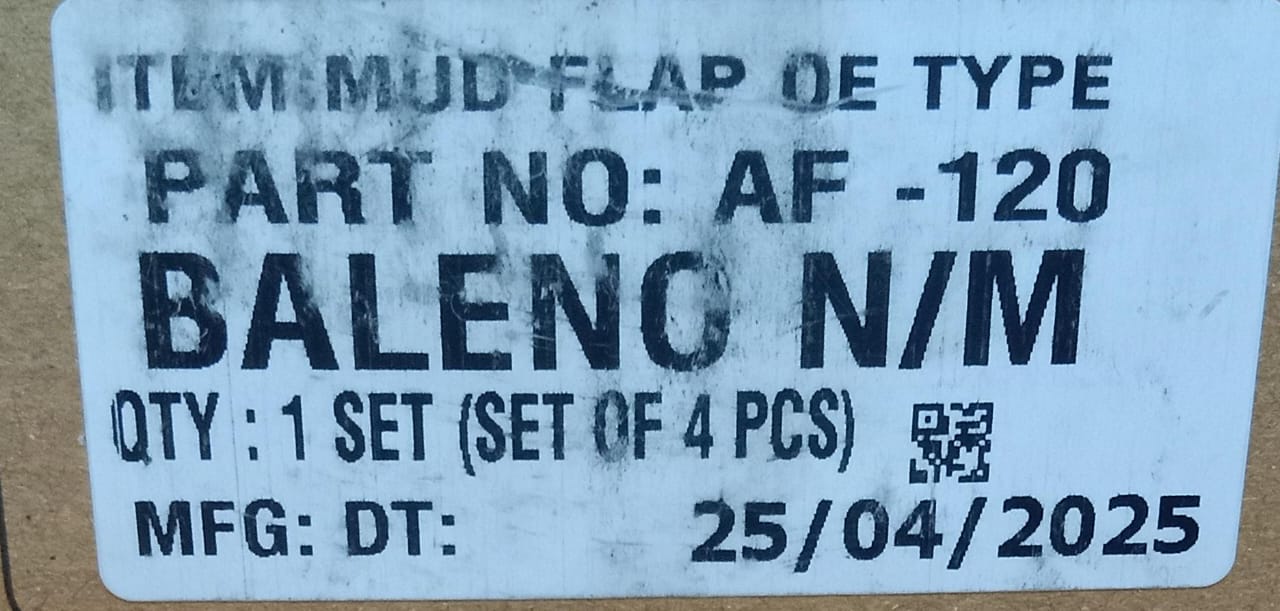 ITEM: MUD FLAP OE TYPE
PART NO: AF -120
BALENO N/M
QTY : 1 SET (SET OF 4 PCS)
MFG: DT: 25/04/2025